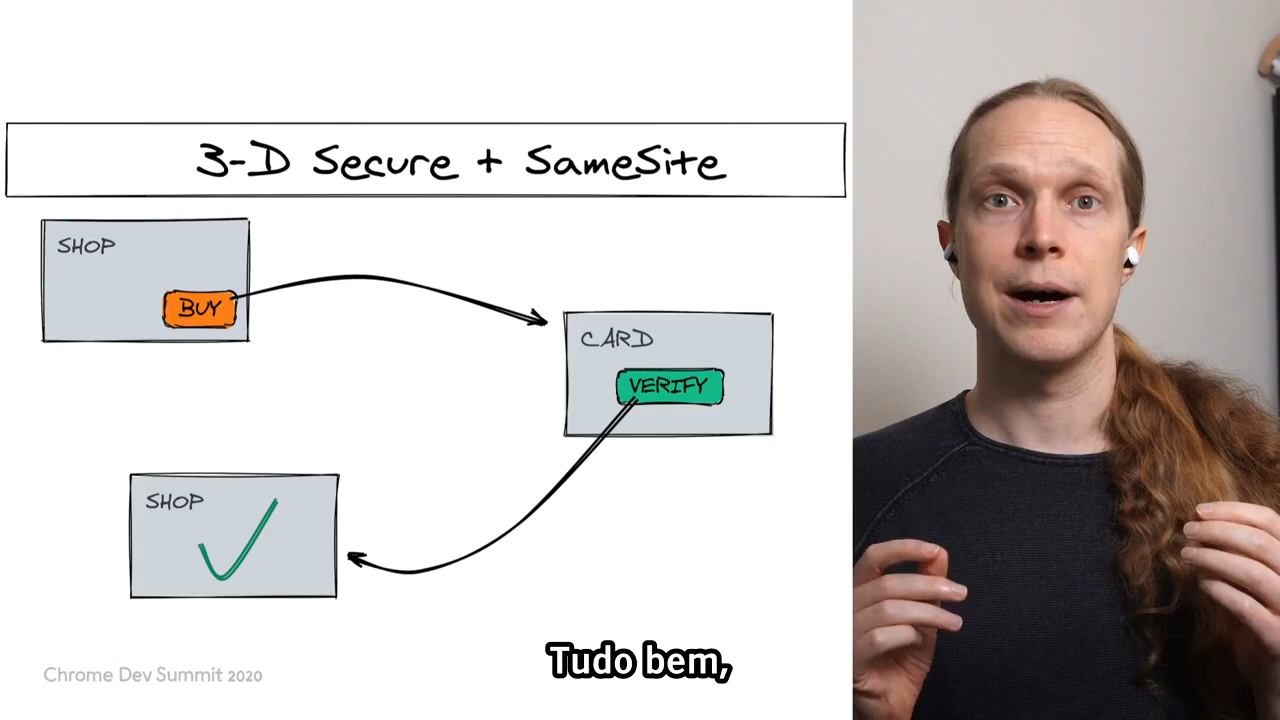 3-D Secure + SameSite
SHOP
BUY
CARD
VERIFY
SHOP
Chrome Dev Summit 2020
Tudo bem,